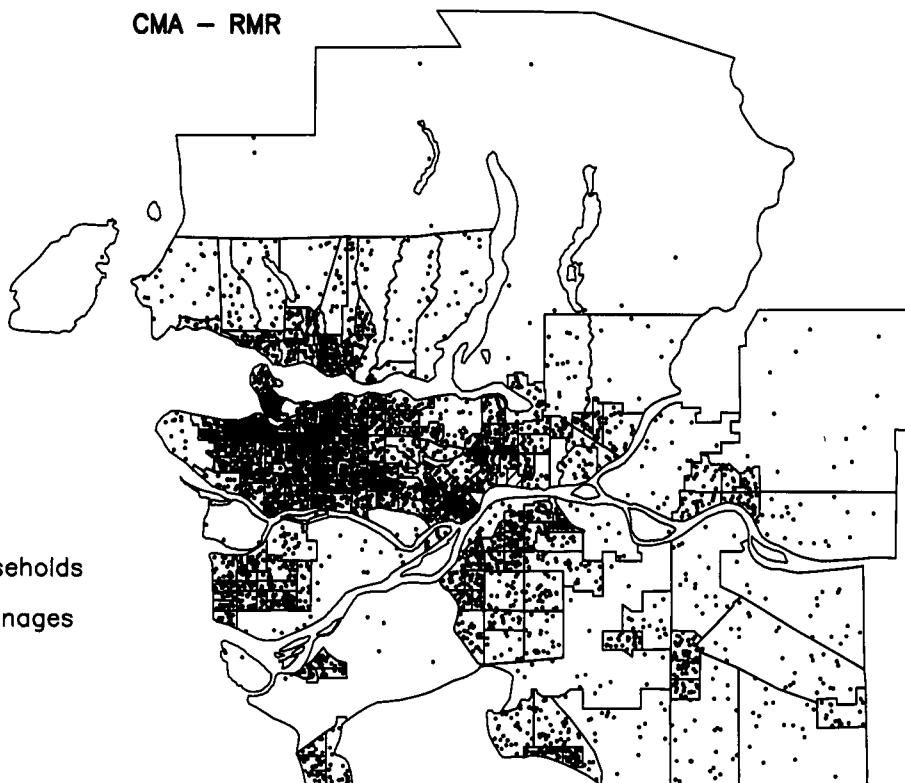 CMA – RMR
seholds
nages